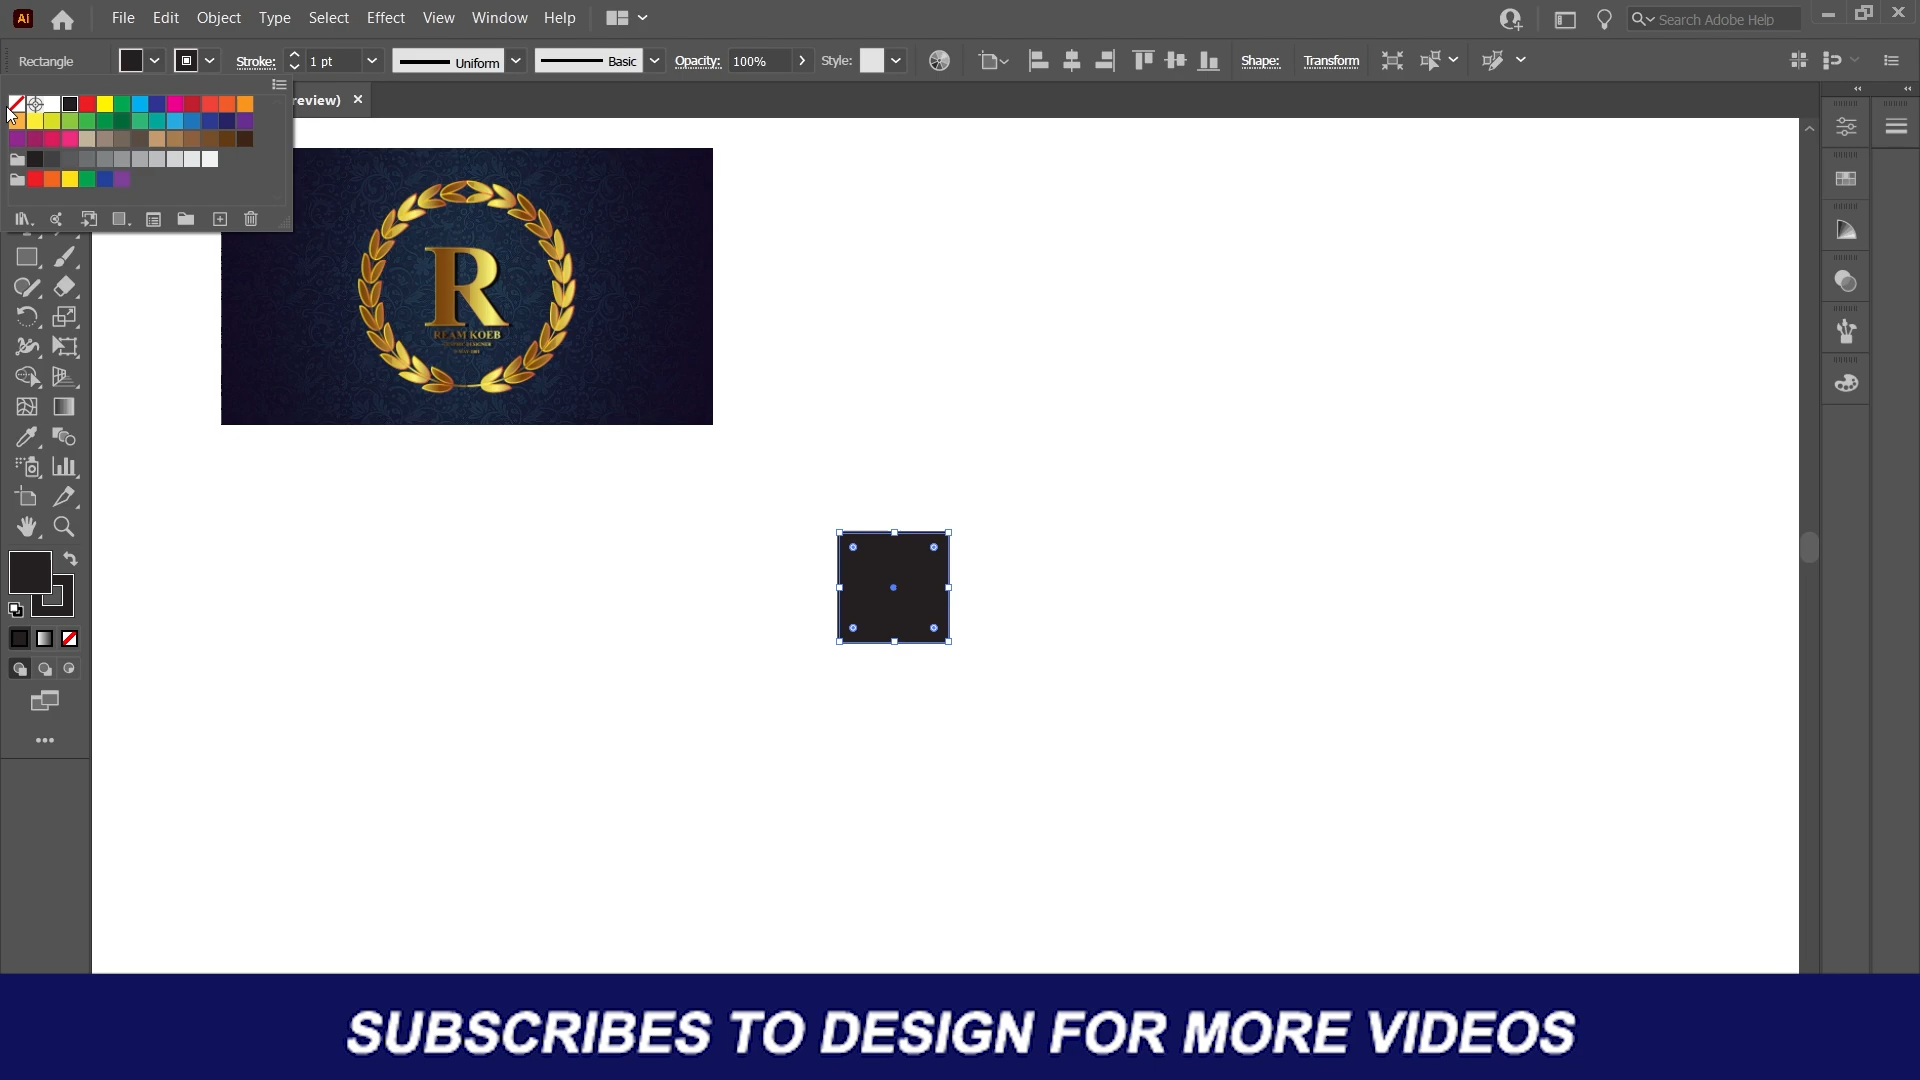 Ai File Edit Object Type Select Effect View Window Help Search Adobe Help
Rectangle Stroke: 1 pt Uniform Basic Opacity: 100% Style: Shape: Transform
review)
R
REAM KOEB
SUBSCRIBES TO DESIGN FOR MORE VIDEOS